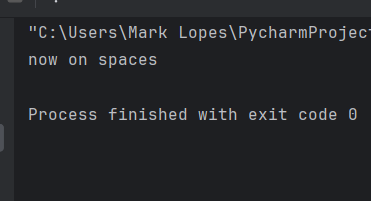 "C:\Users\Mark Lopes\PycharmProject
now on spaces
Process finished with exit code 0